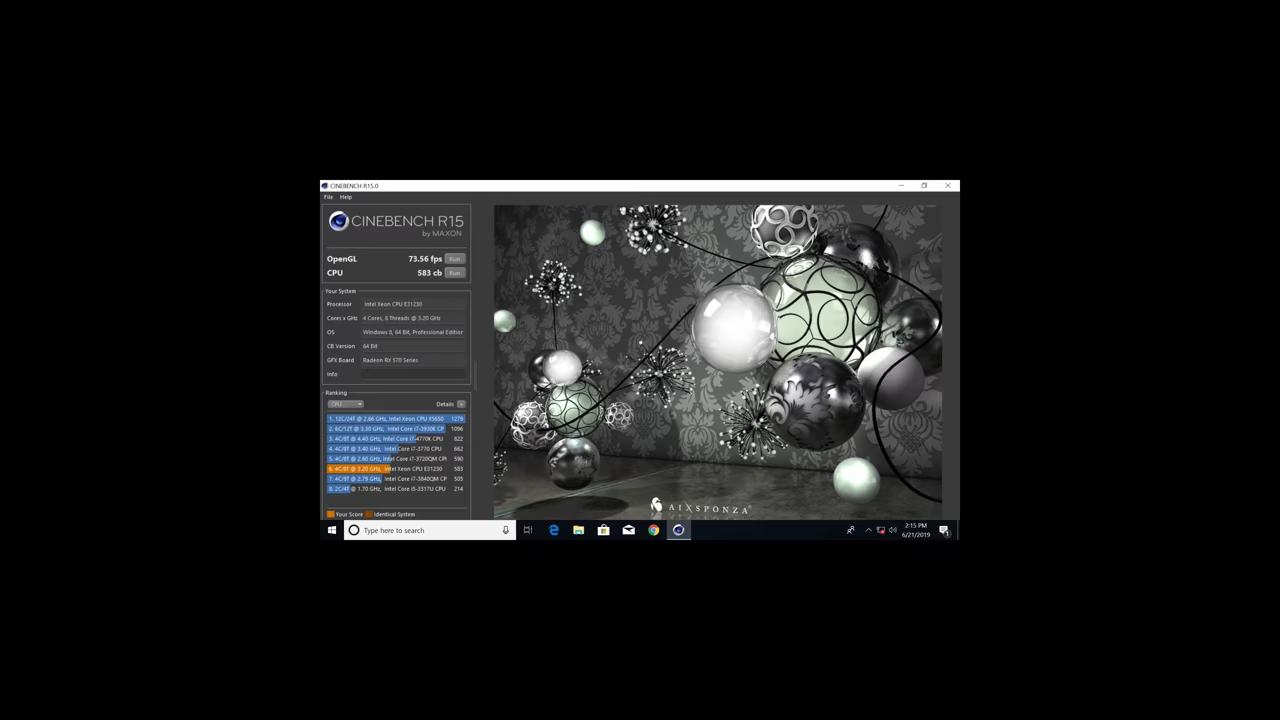 CINEBENCH R15.0
File Help
CINEBENCH R15
by MAXON
OpenGL 73.56 fps Run
CPU 583 cb Run
Your System
Processor Intel Xeon CPU E31230
Cores x GHz 4 Cores, 8 Threads @ 3.20 GHz
OS Windows 8, 64 Bit, Professional Edition
CB Version 64 Bit
GFX Board Radeon RX 570 Series
Info
Ranking
CPU Details
1. 12C/24T @ 2.66 GHz, Intel Xeon CPU X5650 1279
2. 6C/12T @ 3.30 GHz, Intel Core i7-3930K CP 1096
3. 4C/8T @ 4.40 GHz, Intel Core i7-4770K CPU 822
4. 4C/8T @ 3.40 GHz, Intel Core i7-3770 CPU 662
5. 4C/8T @ 2.60 GHz, Intel Core i7-3720QM CPI 590
6. 4C/8T @ 3.20 GHz, Intel Xeon CPU E31230 583
7. 4C/8T @ 2.79 GHz, Intel Core i7-3840QM CP 505
8. 2C/4T @ 1.70 GHz, Intel Core i5-3317U CPU 214
Your Score Identical System
AIXSPONZA
Type here to search
2:15 PM
6/21/2019